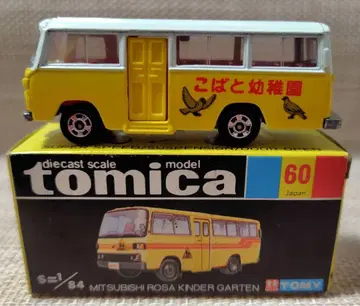 こばと幼稚園
diecast scale model
tomica
60
Japan
S=1/84
MITSUBISHI ROSA KINDER GARTEN
TOMY